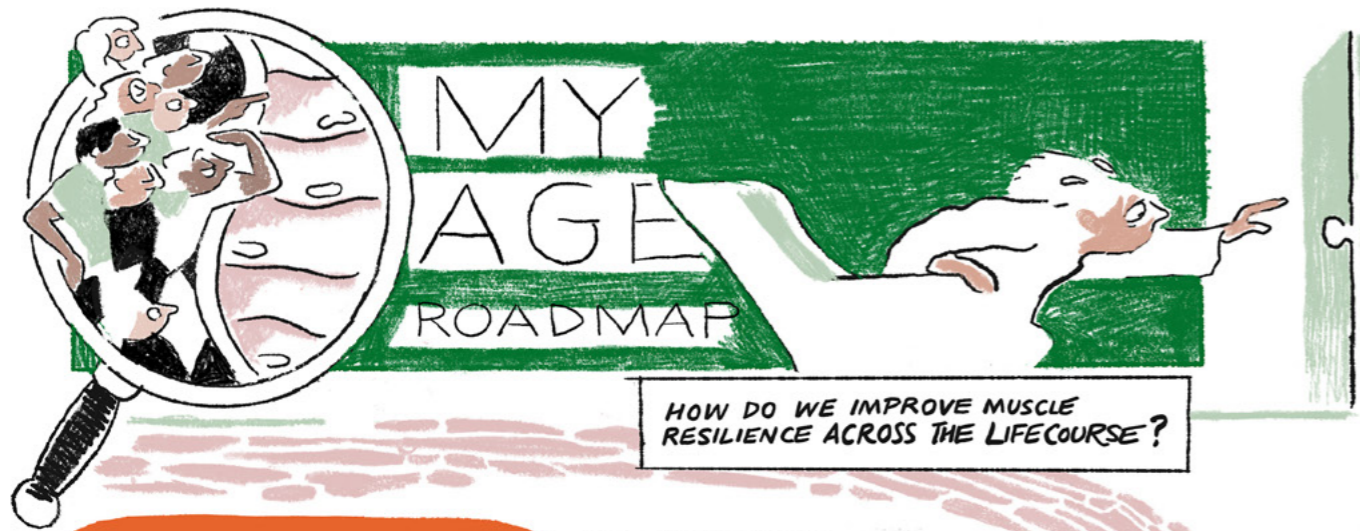 MY
AGE
ROADMAP
HOW DO WE IMPROVE MUSCLE
RESILIENCE ACROSS THE LIFECOURSE?